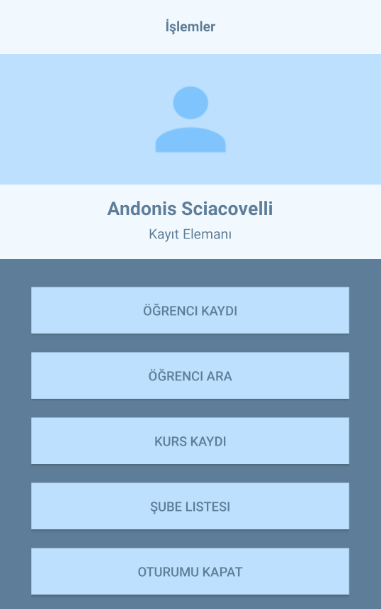 İşlemler
Andonis Sciacovelli
Kayıt Elemanı
ÖĞRENCI KAYDI
ÖĞRENCI ARA
KURS KAYDI
ŞUBE LISTESI
OTURUMU KAPAT